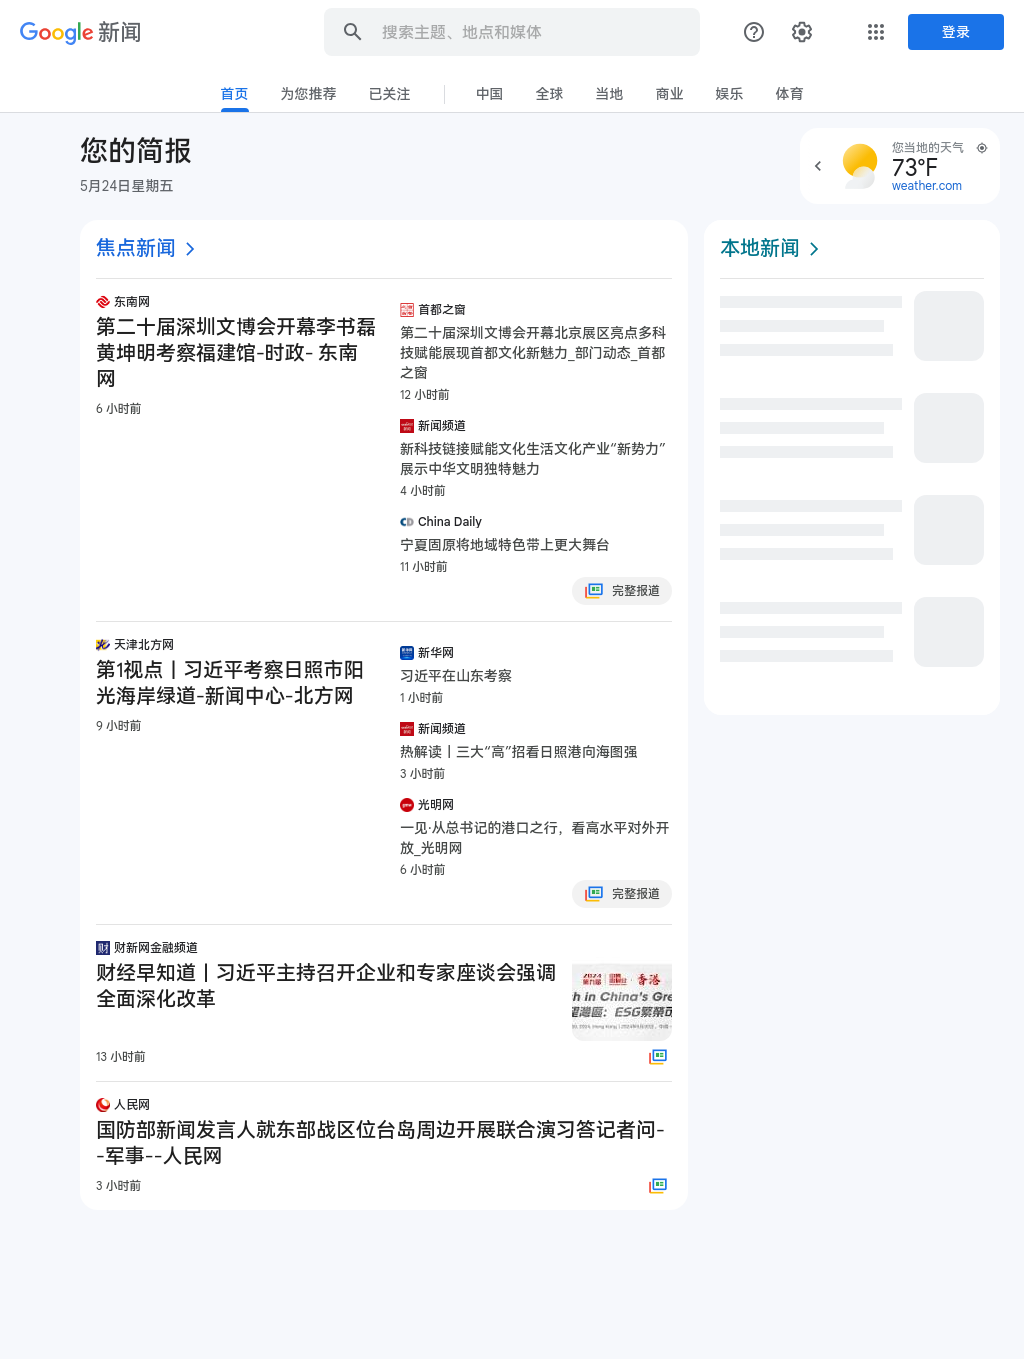 Google 新闻
搜索主题、地点和媒体
登录
首页
为您推荐
已关注
中国
全球
当地
商业
娱乐
体育
您的简报
5月24日星期五
您当地的天气
73°F
weather.com
焦点新闻
东南网
第二十届深圳文博会开幕李书磊
黄坤明考察福建馆-时政- 东南
网
6 小时前
首都之窗
第二十届深圳文博会开幕北京展区亮点多科
技赋能展现首都文化新魅力_部门动态_首都
之窗
12 小时前
新闻频道
新科技链接赋能文化生活文化产业“新势力”
展示中华文明独特魅力
4 小时前
China Daily
宁夏固原将地域特色带上更大舞台
11 小时前
完整报道
天津北方网
第1视点丨习近平考察日照市阳
光海岸绿道-新闻中心-北方网
9 小时前
新华网
习近平在山东考察
1 小时前
新闻频道
热解读丨三大“高”招看日照港向海图强
3 小时前
光明网
一见·从总书记的港口之行，看高水平对外开
放_光明网
6 小时前
完整报道
财新网金融频道
财经早知道丨习近平主持召开企业和专家座谈会强调
全面深化改革
2024
香港
th in China's Gre
ESG繁荣可
13 小时前
人民网
国防部新闻发言人就东部战区位台岛周边开展联合演习答记者问-
-军事--人民网
3 小时前
本地新闻